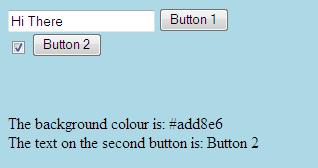 Hi There Button 1
Button 2
The background colour is: #add8e6
The text on the second button is: Button 2